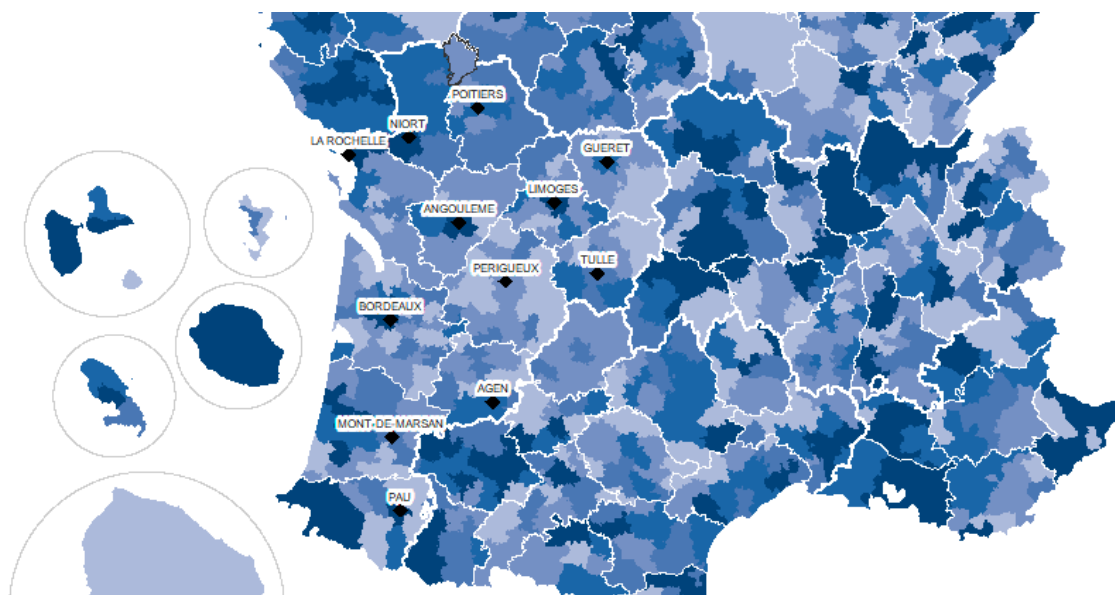 POITIERS
NIORT
LA ROCHELLE
GUERET
LIMOGES
ANGOULEME
PERIGUEUX
TULLE
BORDEAUX
AGEN
MONT-DE-MARSAN
PAU